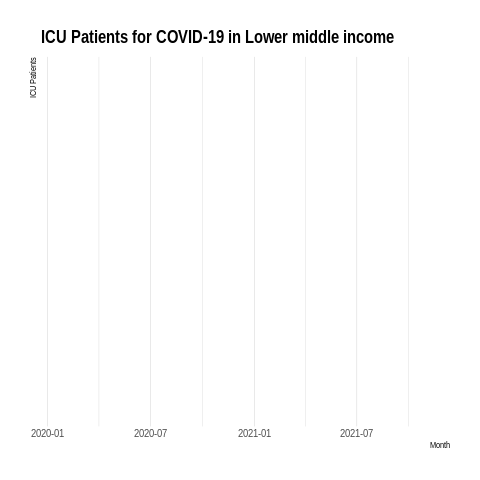 ICU Patients for COVID-19 in Lower middle income
ICU Patients
2020-01 2020-07 2021-01 2021-07
Month